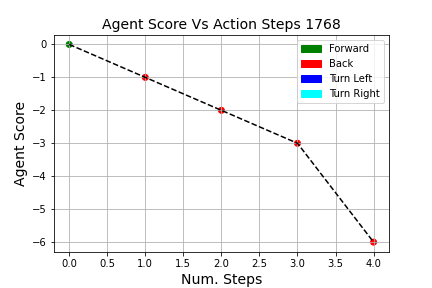 Agent Score Vs Action Steps 1768
Forward
Back
Turn Left
Turn Right
Agent Score
0
−1
−2
−3
−4
−5
−6
0.0 0.5 1.0 1.5 2.0 2.5 3.0 3.5 4.0
Num. Steps